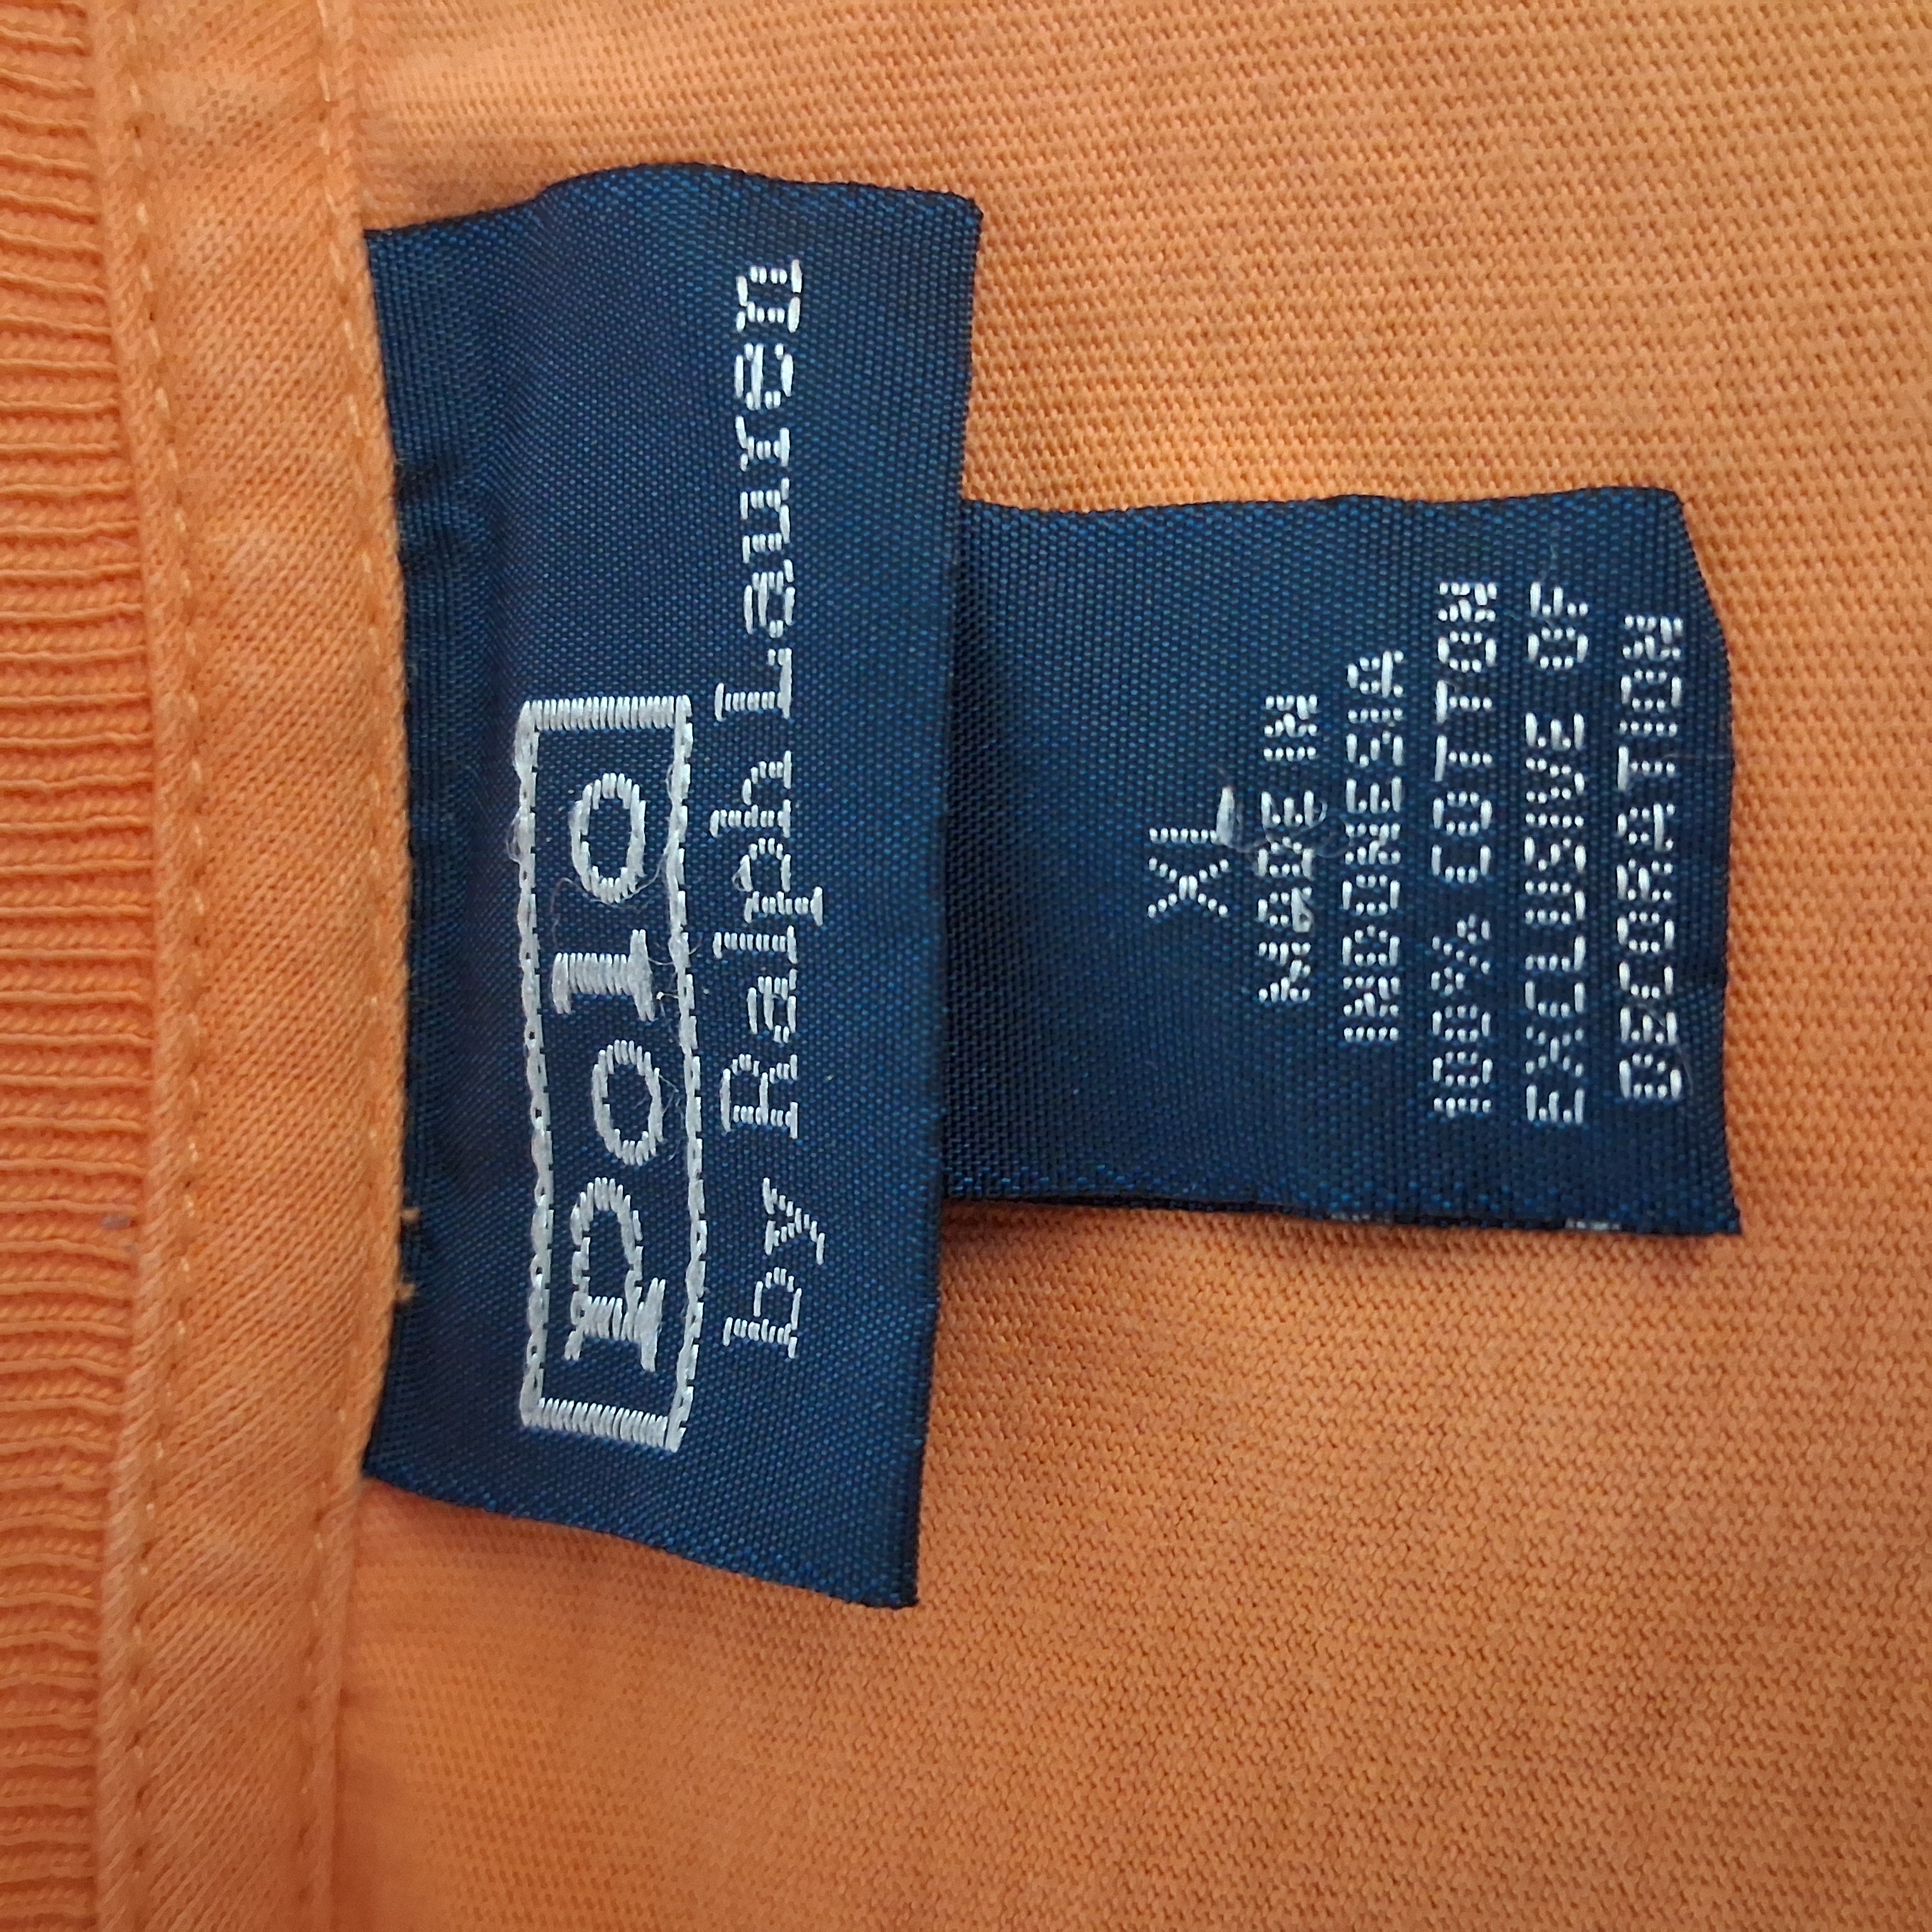 Polo
by Ralph Lauren
XL
MADE IN
INDONESIA
100% COTTON
EXCLUSIVE OF
DECORATION